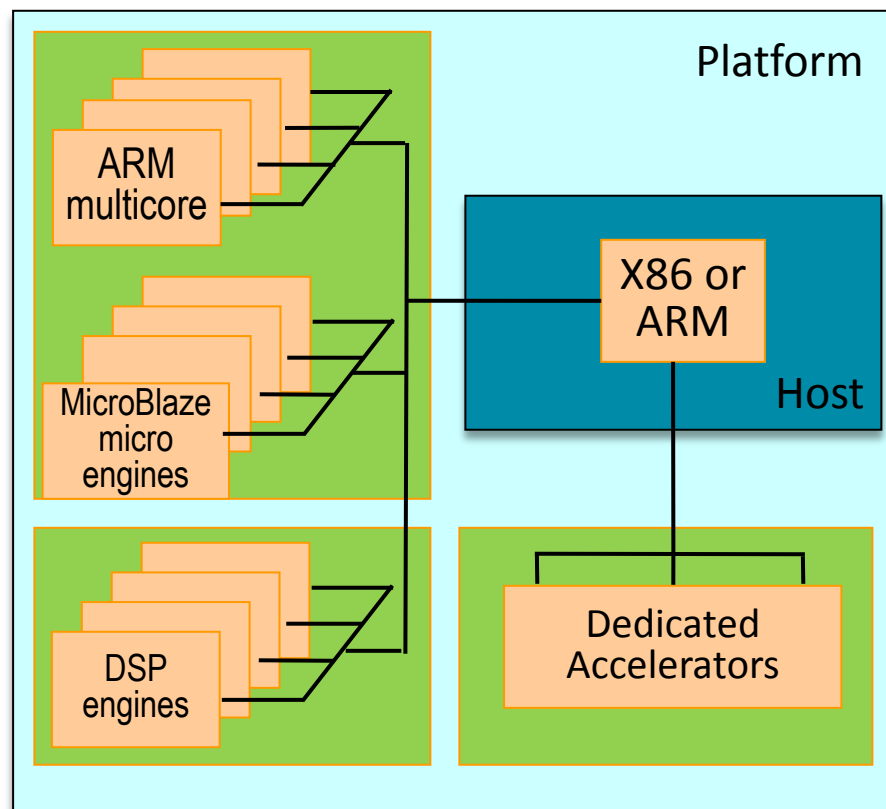 Platform
ARM
multicore
X86 or
ARM
Host
MicroBlaze
micro
engines
DSP
engines
Dedicated
Accelerators